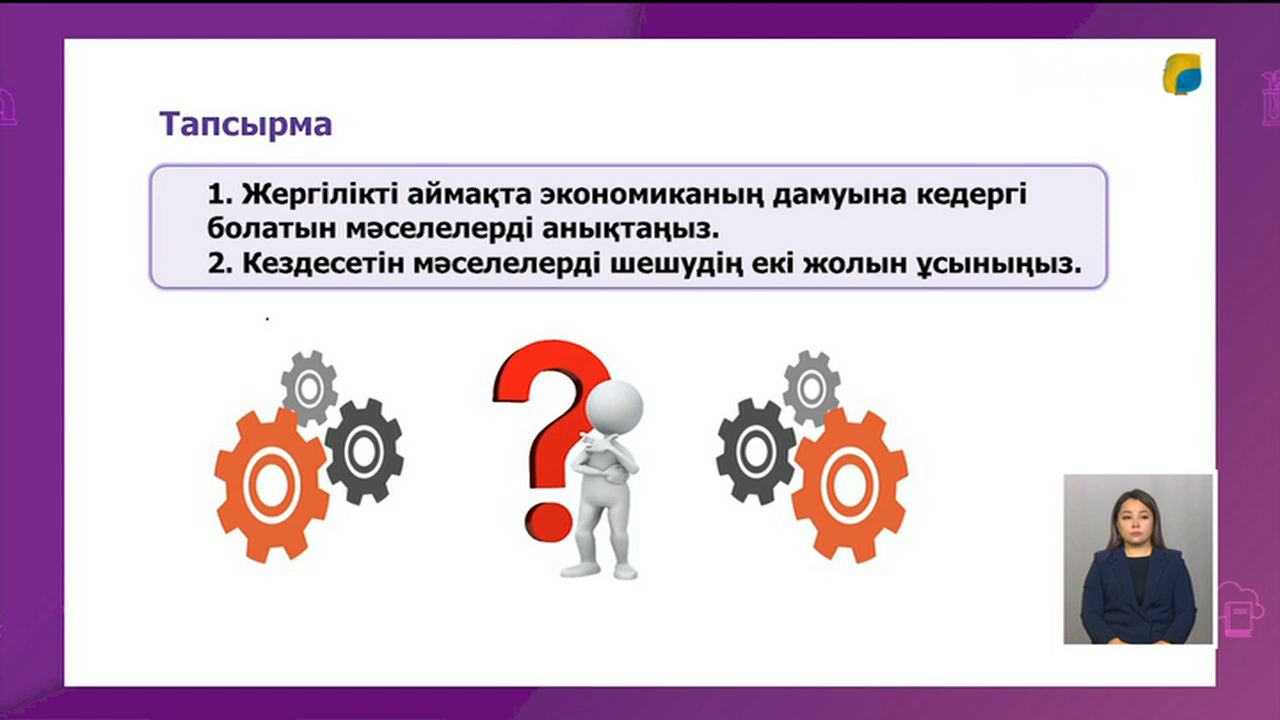 Тапсырма
1. Жергілікті аймақта экономиканың дамуына кедергі
болатын мәселелерді анықтаңыз.
2. Кездесетін мәселелерді шешудің екі жолын ұсыныңыз.